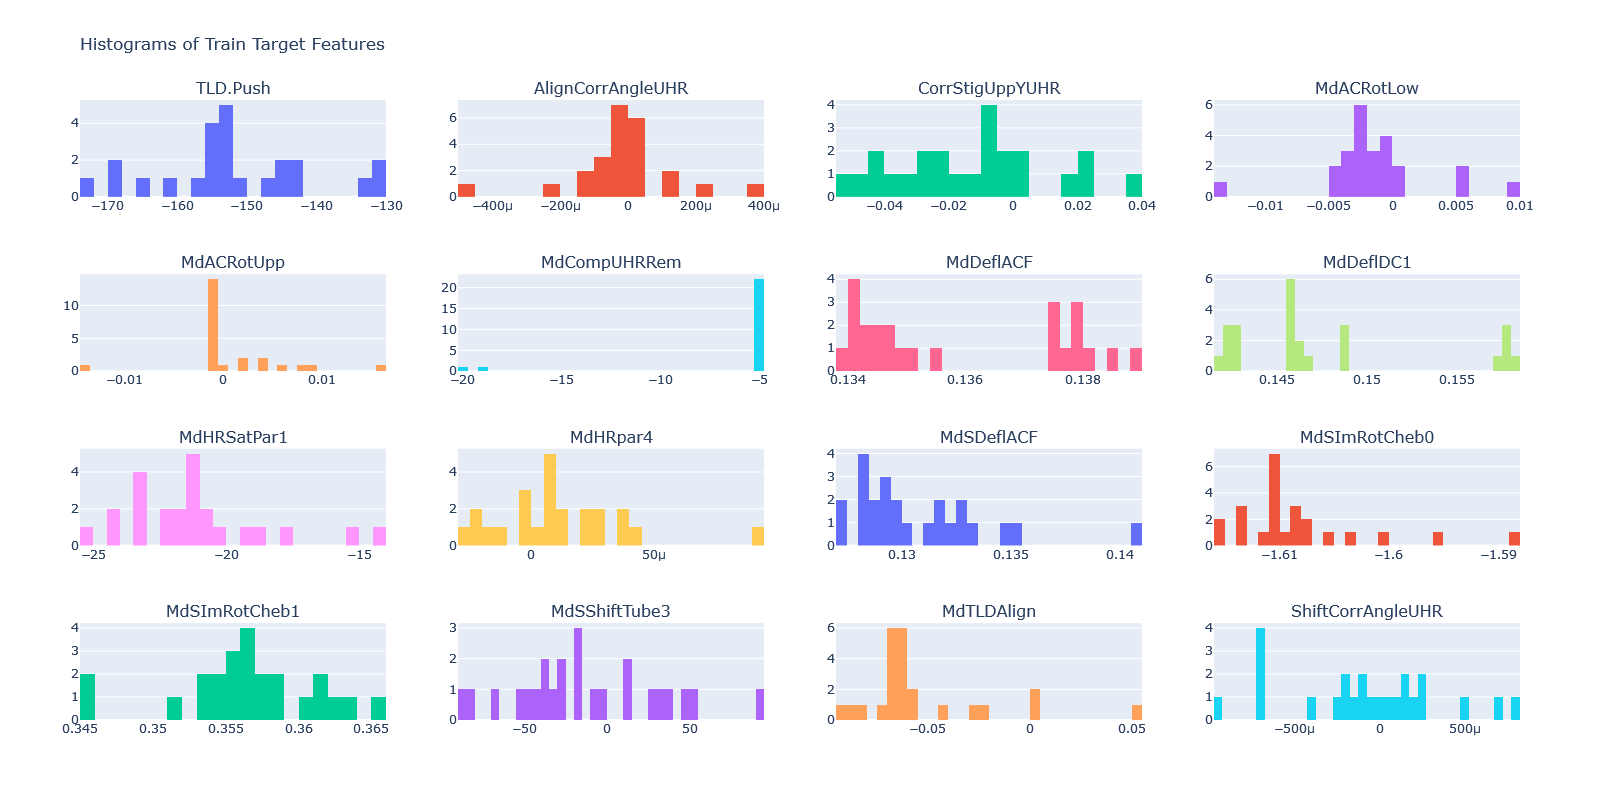 Histograms of Train Target Features
TLD.Push
AlignCorrAngleUHR
CorrStigUppYUHR
MdACRotLow
4
2
0
−170 −160 −150 −140 −130
6
4
2
0
−400μ −200μ 0 200μ 400μ
4
3
2
1
0
−0.04 −0.02 0 0.02 0.04
6
4
2
0
−0.01 −0.005 0 0.005 0.01
MdACRotUpp
MdCompUHRRem
MdDeflACF
MdDeflDC1
10
5
0
−0.01 0 0.01
20
15
10
5
0
−20 −15 −10 −5
4
3
2
1
0
0.134 0.136 0.138
6
4
2
0
0.145 0.15 0.155
MdHRSatPar1
MdHRpar4
MdSDeflACF
MdSImRotCheb0
4
2
0
−25 −20 −15
4
2
0
0 50μ
4
3
2
1
0
0.13 0.135 0.14
6
4
2
0
−1.61 −1.6 −1.59
MdSImRotCheb1
MdSShiftTube3
MdTLDAlign
ShiftCorrAngleUHR
4
3
2
1
0
0.345 0.35 0.355 0.36 0.365
3
2
1
0
−50 0 50
6
4
2
0
−0.05 0 0.05
4
3
2
1
0
−500μ 0 500μ